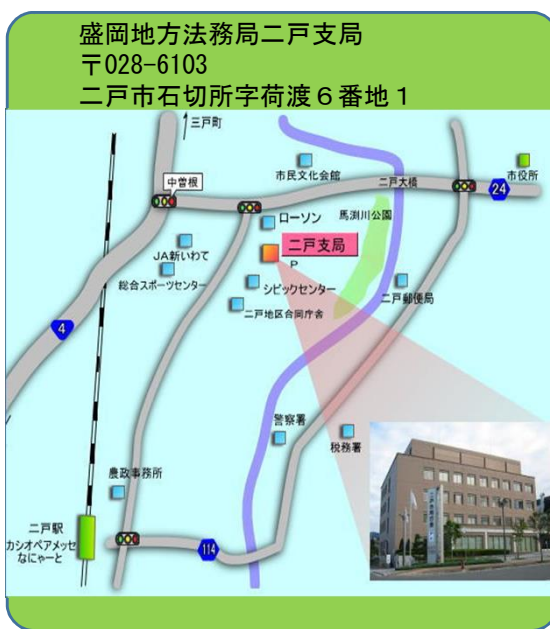 盛岡地方法務局二戸支局
〒028-6103
二戸市石切所字荷渡６番地１
三戸町
中曽根
市民文化会館
二戸大橋
市役所
24
ローソン
馬渕川公園
JA新いわて
二戸支局
P
総合スポーツセンター
シビックセンター
二戸郵便局
二戸地区合同庁舎
4
警察署
税務署
農政事務所
二戸駅
カシオペアメッセ
なにゃーと
114